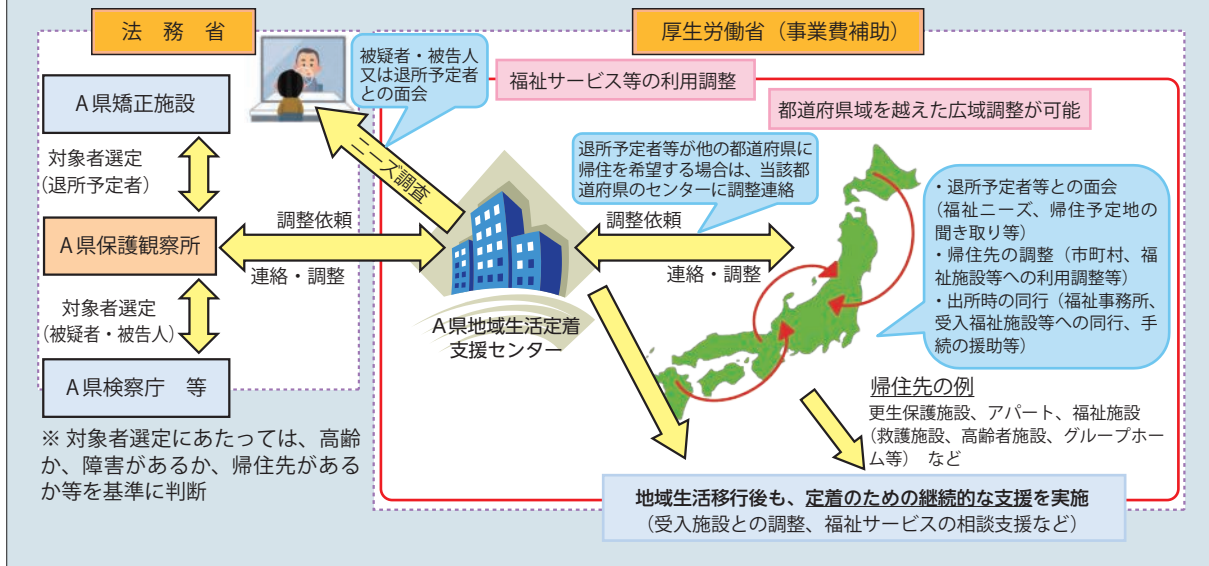 法 務 省
厚生労働省（事業費補助）
A県矯正施設
対象者選定
（退所予定者）
A県保護観察所
対象者選定
（被疑者・被告人）
A県検察庁　等
※ 対象者選定にあたっては、高齢
か、障害があるか、帰住先がある
か等を基準に判断
被疑者・被告人
又は退所予定者
との面会
ニーズ調査
調整依頼
連絡・調整
A県地域生活定着
支援センター
福祉サービス等の利用調整
都道府県域を越えた広域調整が可能
退所予定者等が他の都道府県に
帰住を希望する場合は、当該都
道府県のセンターに調整連絡
調整依頼
連絡・調整
・退所予定者等との面会
（福祉ニーズ、帰住予定地の
聞き取り等）
・帰住先の調整（市町村、福
祉施設等への利用調整等）
・出所時の同行（福祉事務所、
受入福祉施設等への同行、手
続の援助等）
帰住先の例
更生保護施設、アパート、福祉施設
（救護施設、高齢者施設、グループホー
ム等）　など
地域生活移行後も、定着のための継続的な支援を実施
（受入施設との調整、福祉サービスの相談支援など）